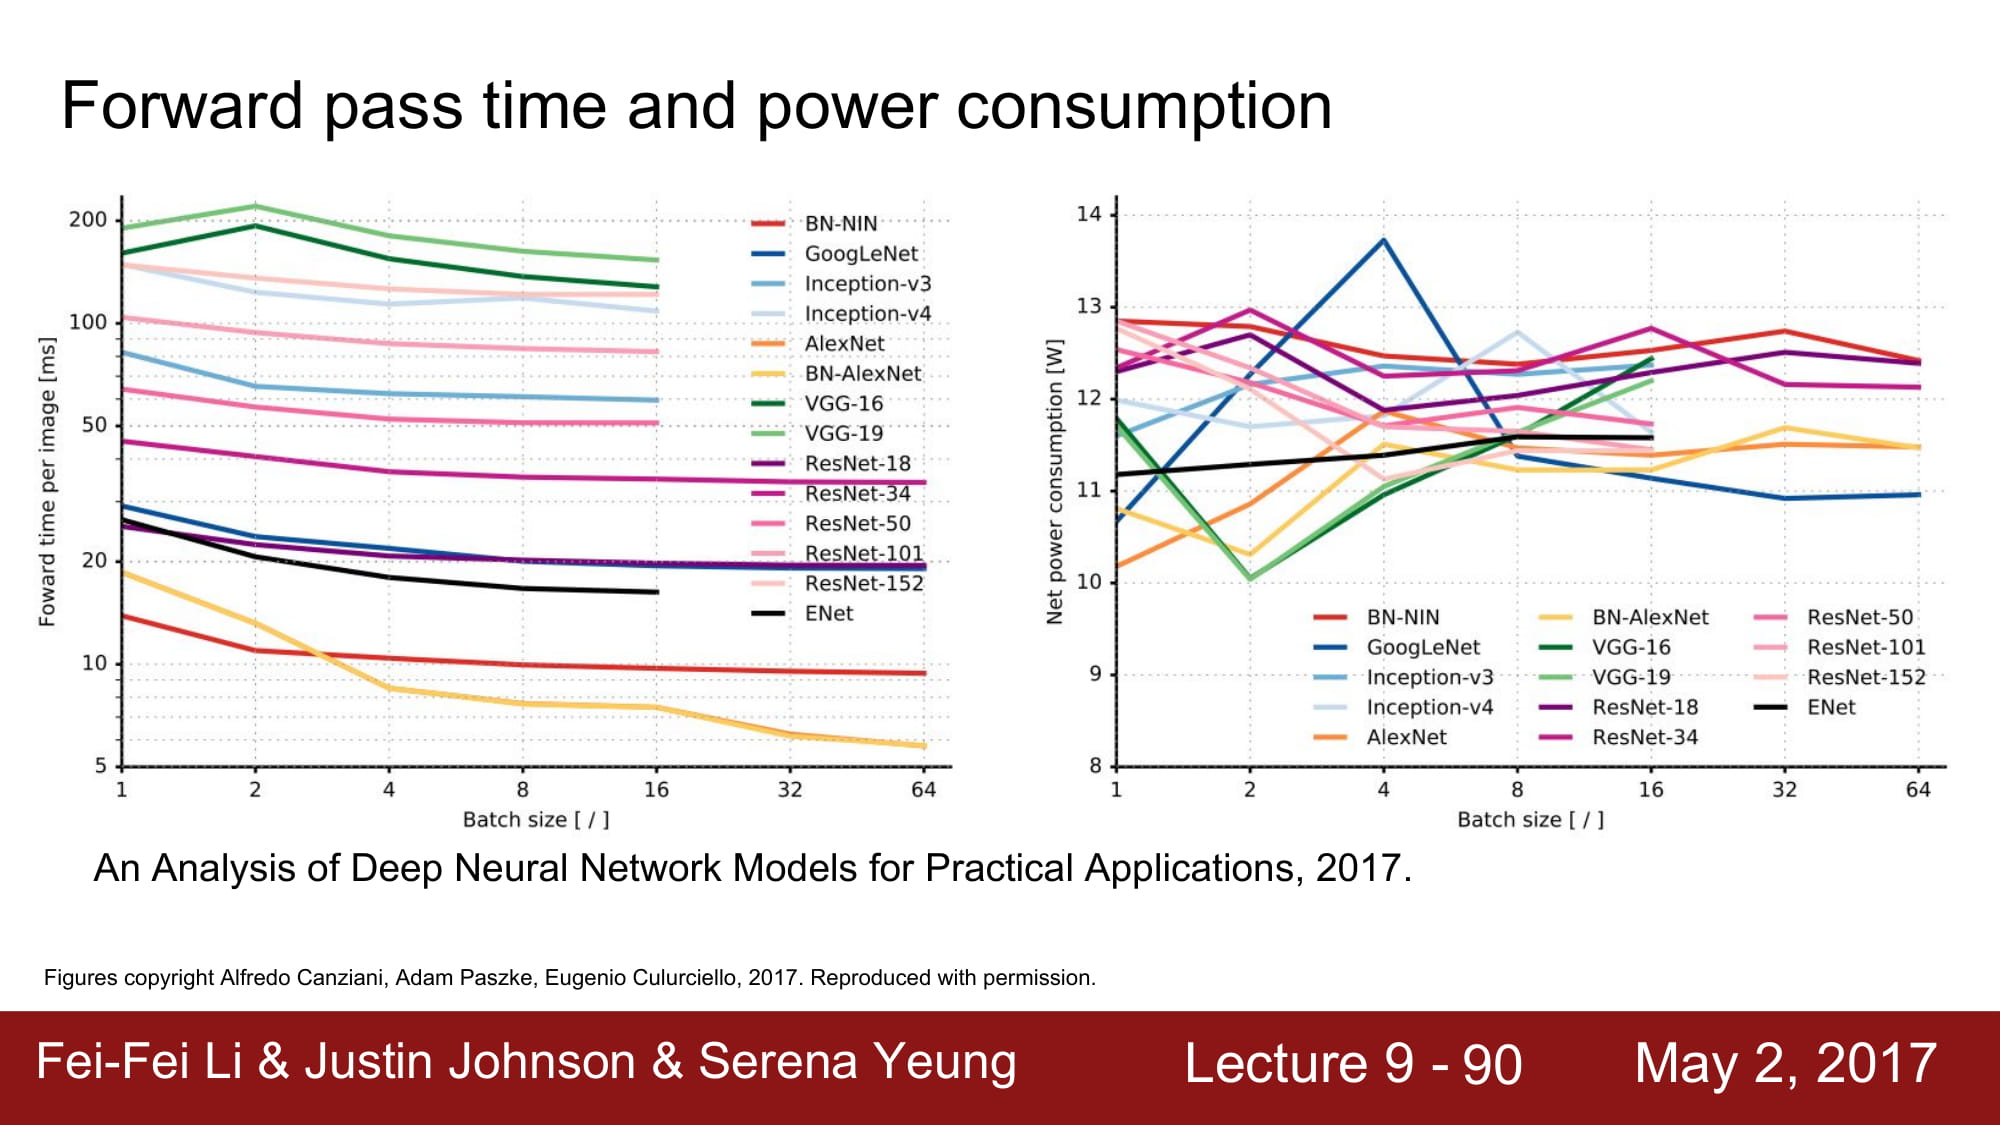 Forward pass time and power consumption
200
100
50
20
10
5
1 2 4 8 16 32 64
Foward time per image [ms]
Batch size [ / ]
BN-NIN
GoogLeNet
Inception-v3
Inception-v4
AlexNet
BN-AlexNet
VGG-16
VGG-19
ResNet-18
ResNet-34
ResNet-50
ResNet-101
ResNet-152
ENet
14
13
12
11
10
9
8
1 2 4 8 16 32 64
Net power consumption [W]
Batch size [ / ]
BN-NIN
GoogLeNet
Inception-v3
Inception-v4
AlexNet
BN-AlexNet
VGG-16
VGG-19
ResNet-18
ResNet-34
ResNet-50
ResNet-101
ResNet-152
ENet
An Analysis of Deep Neural Network Models for Practical Applications, 2017.
Figures copyright Alfredo Canziani, Adam Paszke, Eugenio Culurciello, 2017. Reproduced with permission.
Fei-Fei Li & Justin Johnson & Serena Yeung Lecture 9 - 90 May 2, 2017